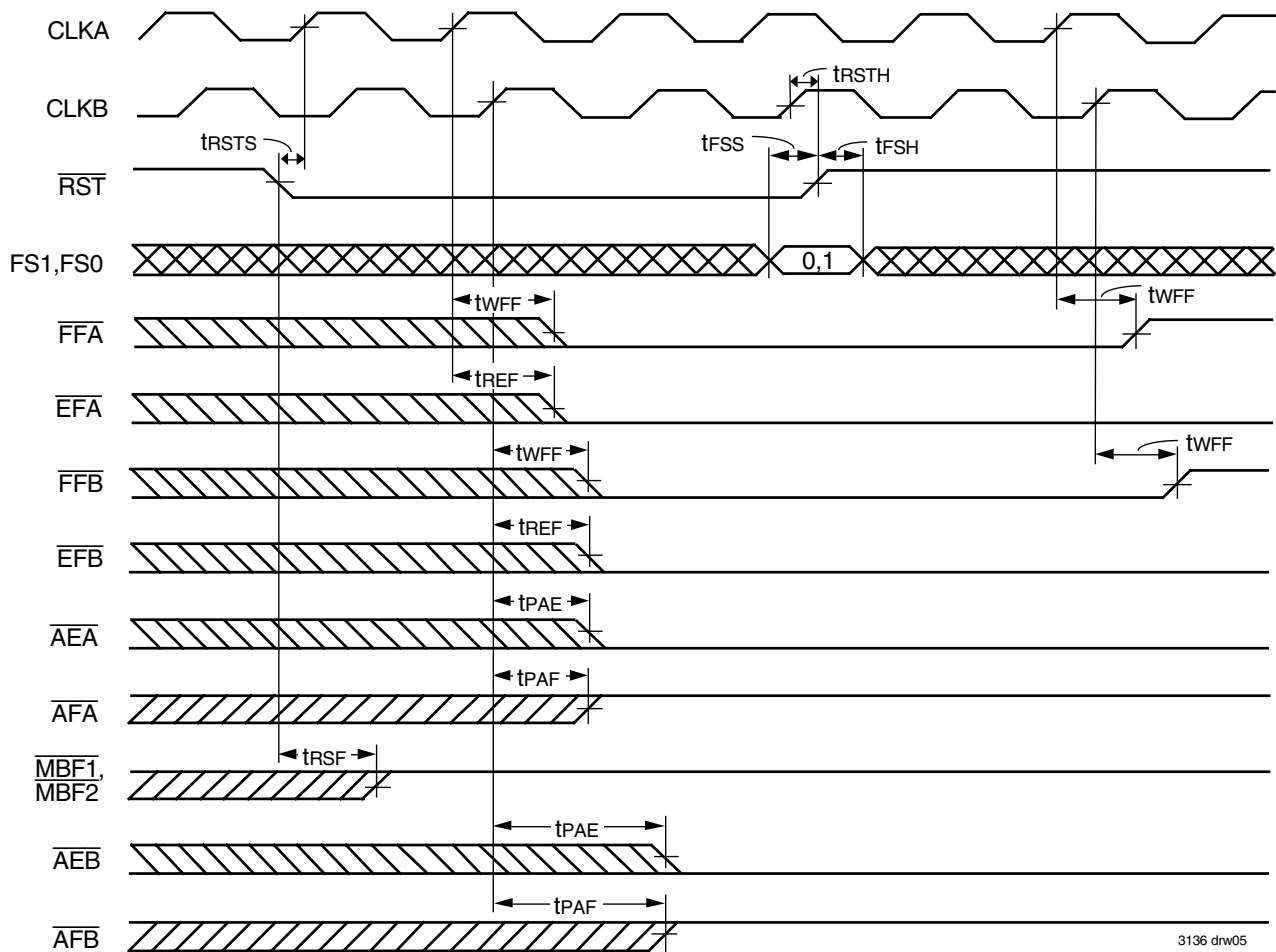 CLKA
CLKB
tRSTH
tRSTS
tFSS
tFSH
RST
FS1,FS0
0,1
tWFF
tWFF
FFA
tREF
EFA
tWFF
tWFF
FFB
tREF
EFB
tPAE
AEA
tPAF
AFA
tRSF
MBF1,
MBF2
tPAE
AEB
tPAF
AFB
3136 drw05